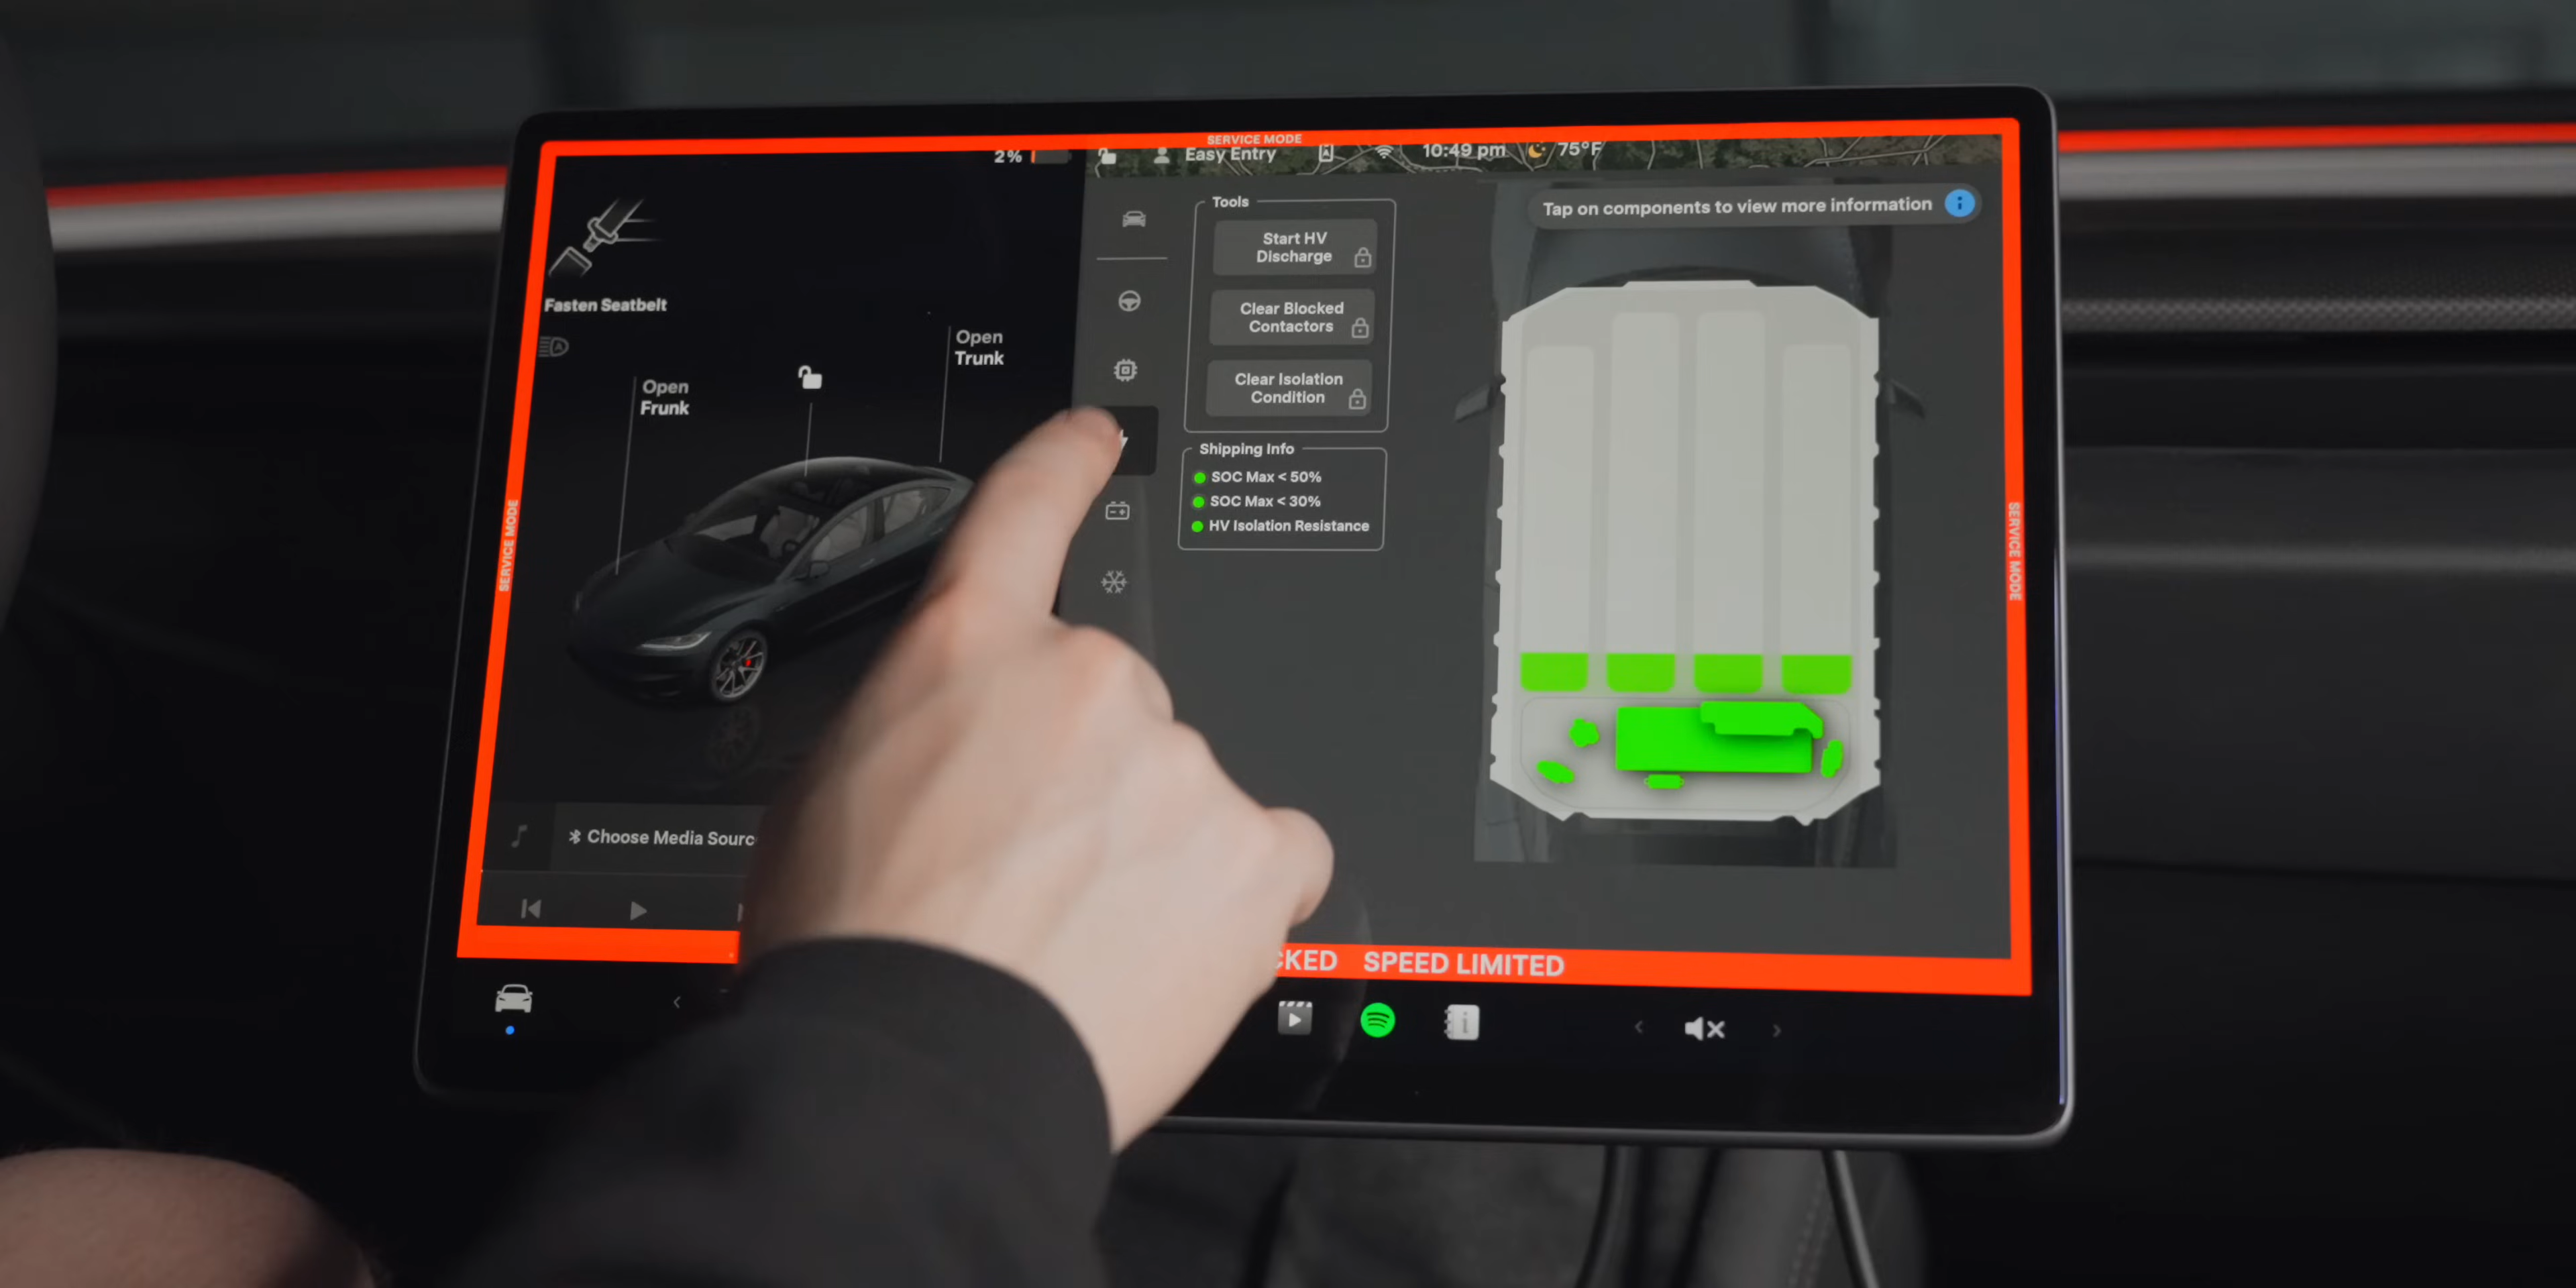 SERVICE MODE
2%
Easy Entry
10:49 pm
75°F
Fasten Seatbelt
Open
Frunk
Open
Trunk
SERVICE MODE
Choose Media Sourc
Tools
Start HV
Discharge
Clear Blocked
Contactors
Clear Isolation
Condition
Shipping Info
SOC Max < 50%
SOC Max < 30%
HV Isolation Resistance
Tap on components to view more information
SERVICE MODE
CKED SPEED LIMITED